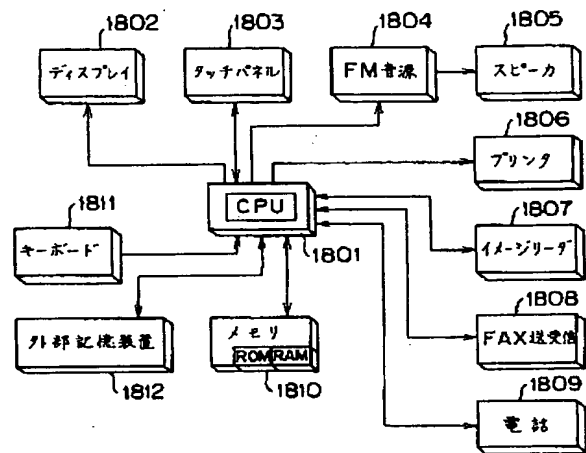 1802
ディスプレイ
1803
タッチパネル
1804
FM音源
1805
スピーカ
1806
プリンタ
CPU
1801
1811
キーボード
1807
イメージリーダ
1808
FAX送受信
外部記憶装置
1812
メモリ
ROM RAM
1810
1809
電話